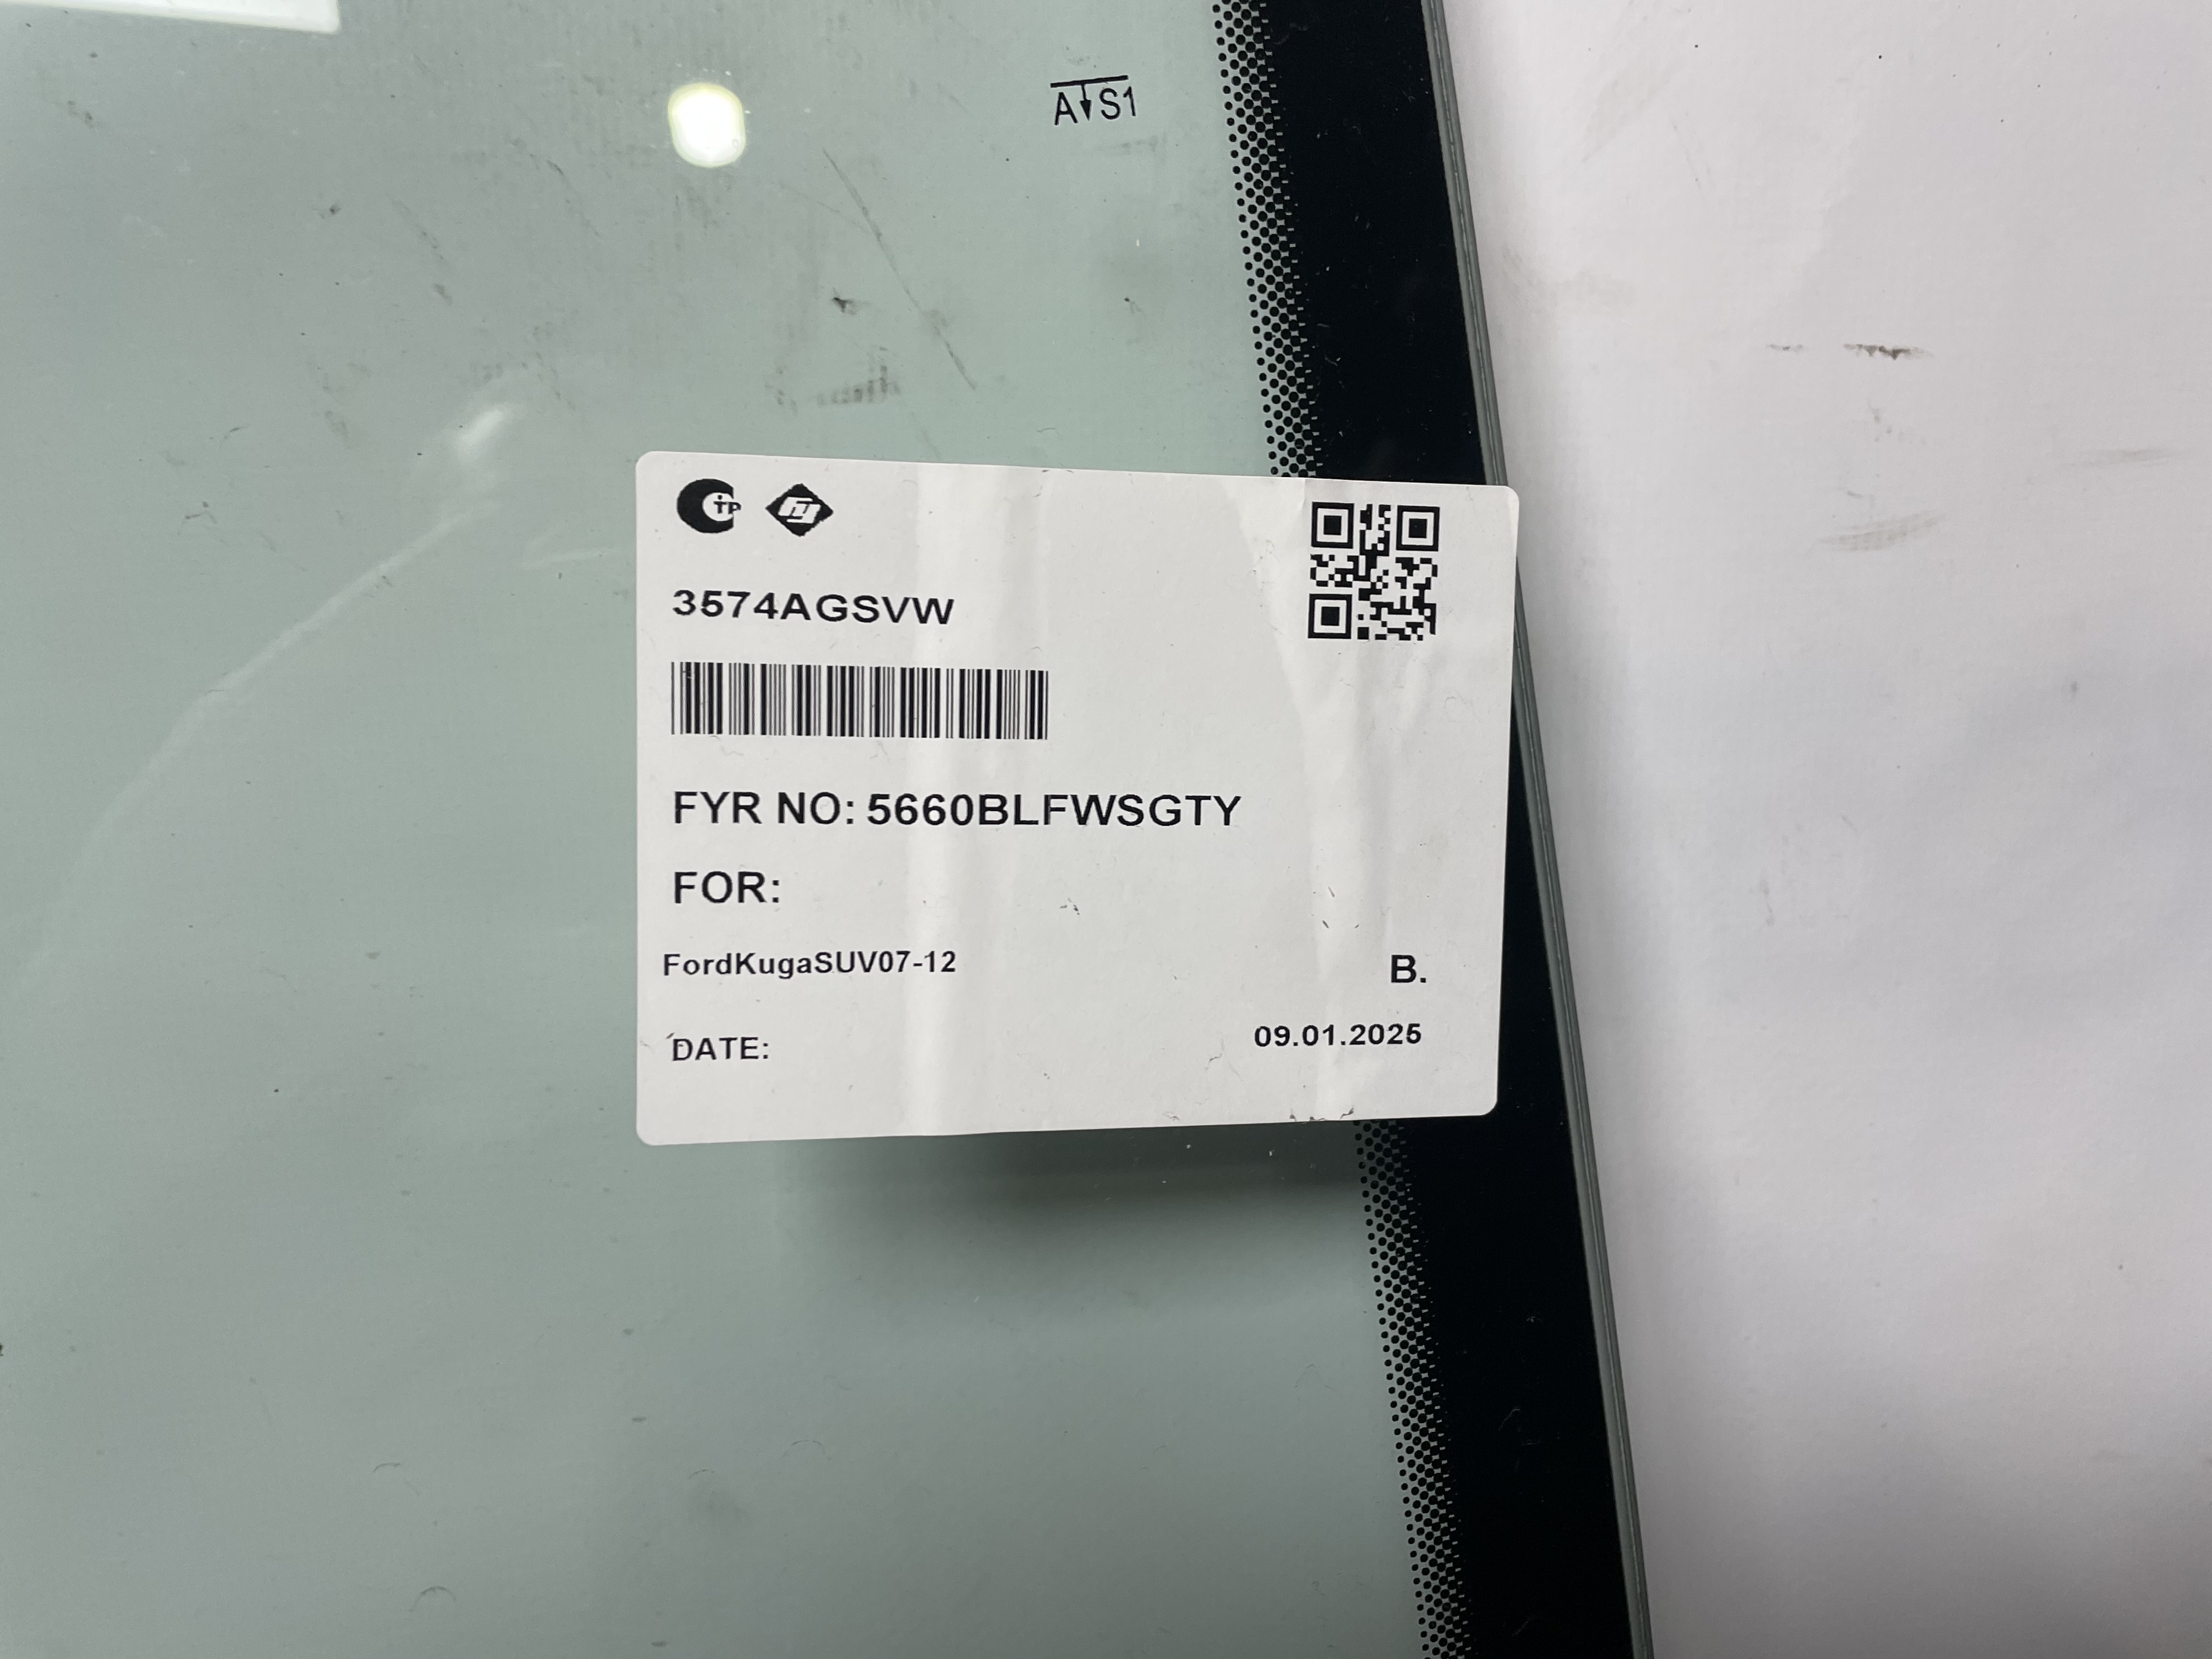 A S1
3574AGSVW
FYR NO: 5660BLFWSGTY
FOR:
FordKugaSUV07-12
B.
DATE:
09.01.2025